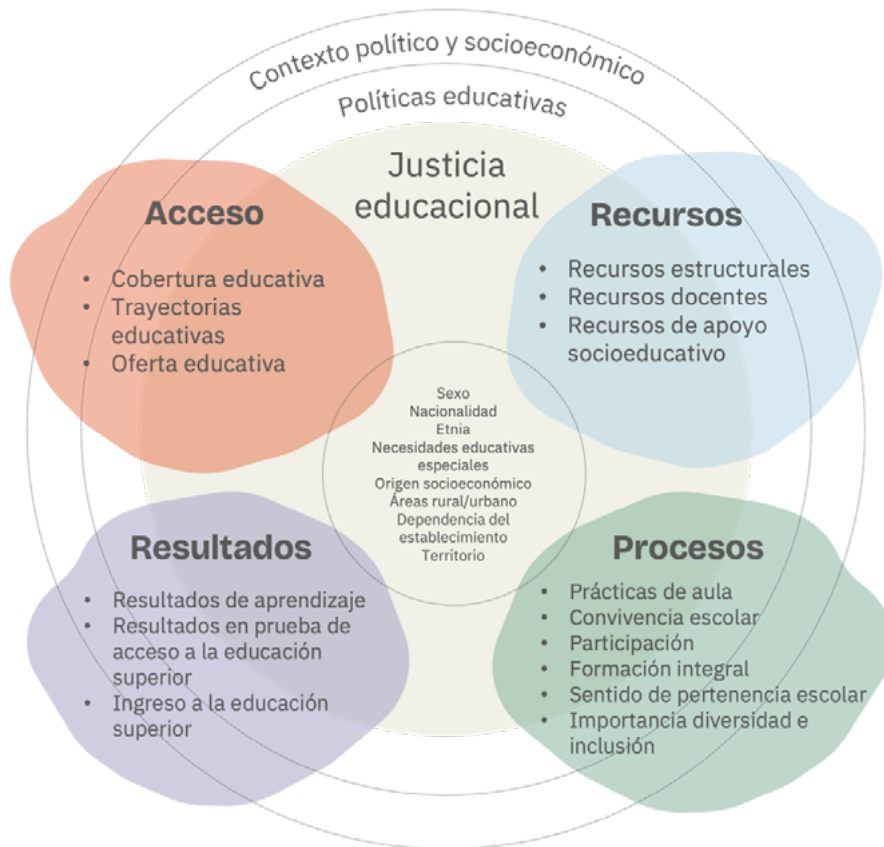 Contexto político y socioeconómico
Políticas educativas
Justicia
educacional
Acceso
• Cobertura educativa
• Trayectorias
educativas
• Oferta educativa
Recursos
• Recursos estructurales
• Recursos docentes
• Recursos de apoyo
socioeducativo
Sexo
Nacionalidad
Etnia
Necesidades educativas
especiales
Origen socioeconómico
Áreas rural/urbano
Dependencia del
establecimiento
Territorio
Resultados
• Resultados de aprendizaje
• Resultados en prueba de
acceso a la educación
superior
• Ingreso a la educación
superior
Procesos
• Prácticas de aula
• Convivencia escolar
• Participación
• Formación integral
• Sentido de pertenencia escolar
• Importancia diversidad e
inclusión